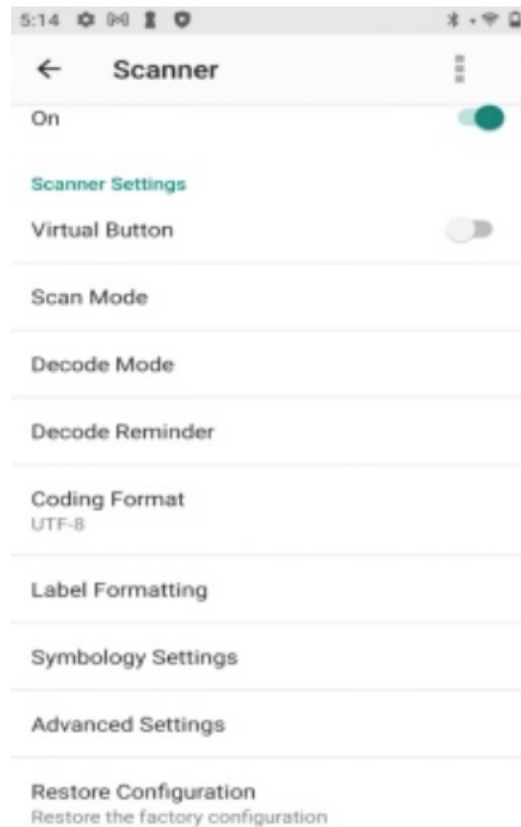 5:14
Scanner
On
Scanner Settings
Virtual Button
Scan Mode
Decode Mode
Decode Reminder
Coding Format
UTF-8
Label Formatting
Symbology Settings
Advanced Settings
Restore Configuration
Restore the factory configuration